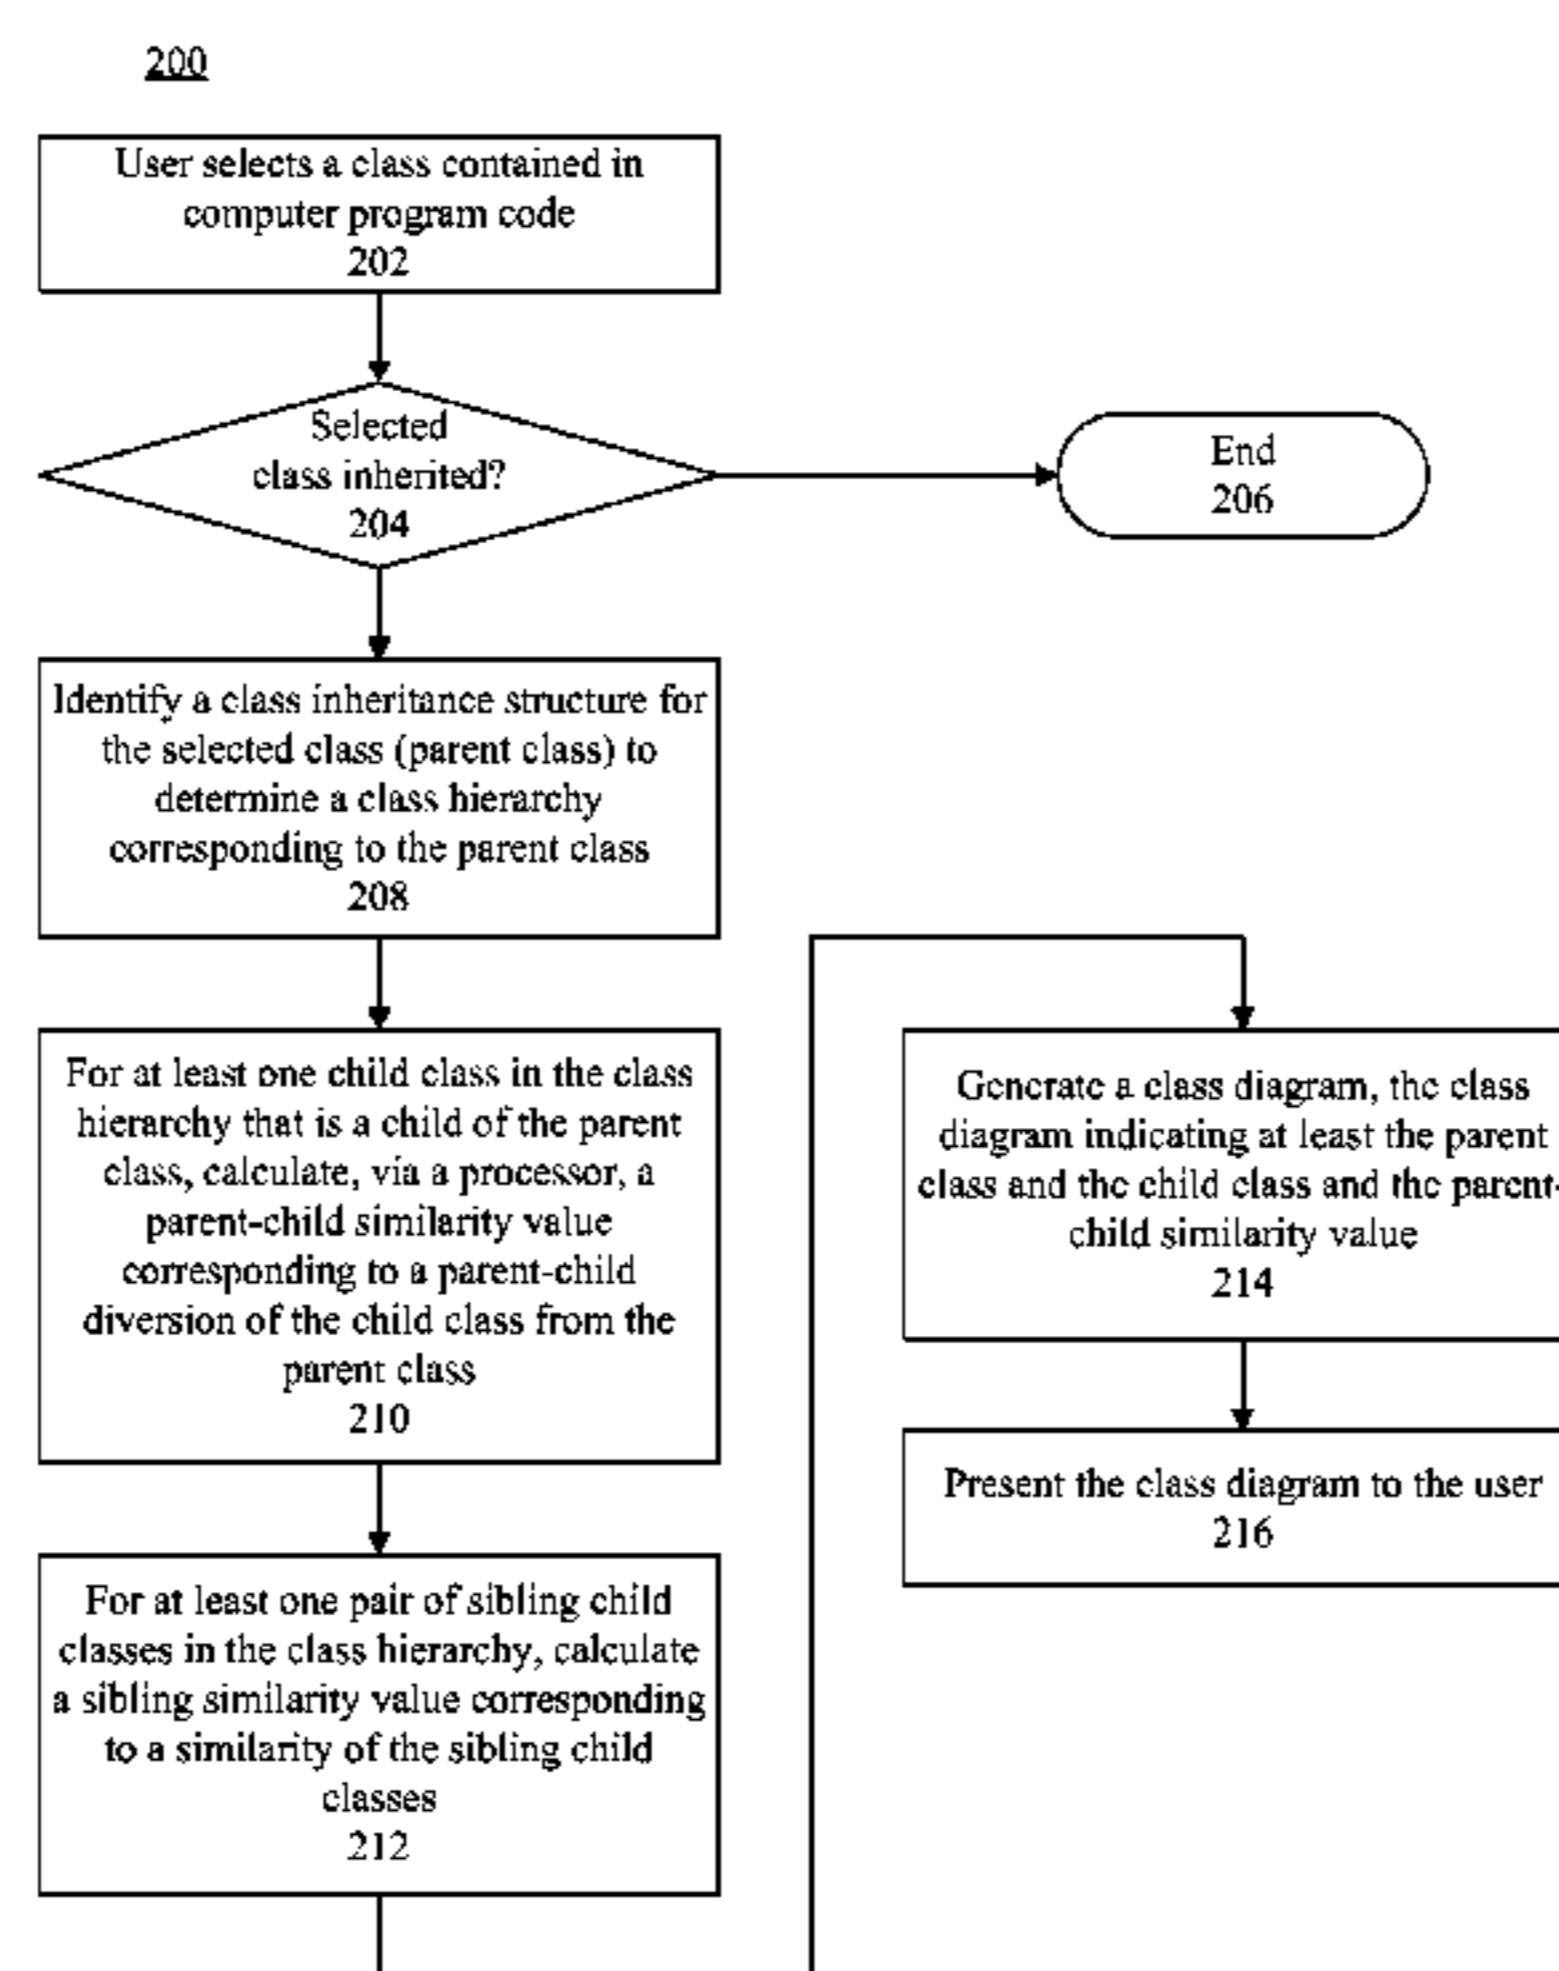 200
User selects a class contained in
computer program code
202
Selected
class inherited?
204
End
206
Identify a class inheritance structure for
the selected class (parent class) to
determine a class hierarchy
corresponding to the parent class
208
For at least one child class in the class
hierarchy that is a child of the parent
class, calculate, via a processor, a
parent-child similarity value
corresponding to a parent-child
diversion of the child class from the
parent class
210
For at least one pair of sibling child
classes in the class hierarchy, calculate
a sibling similarity value corresponding
to a similarity of the sibling child
classes
212
Generate a class diagram, the class
diagram indicating at least the parent
class and the child class and the parent-
child similarity value
214
Present the class diagram to the user
216